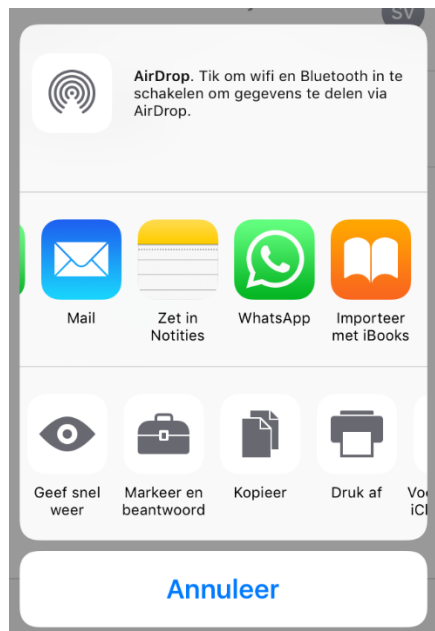 SV
AirDrop. Tik om wifi en Bluetooth in te
schakelen om gegevens te delen via
AirDrop.
Mail
Zet in
Notities
WhatsApp
Importeer
met iBooks
Geef snel
weer
Markeer en
beantwoord
Kopieer
Druk af
Annuleer